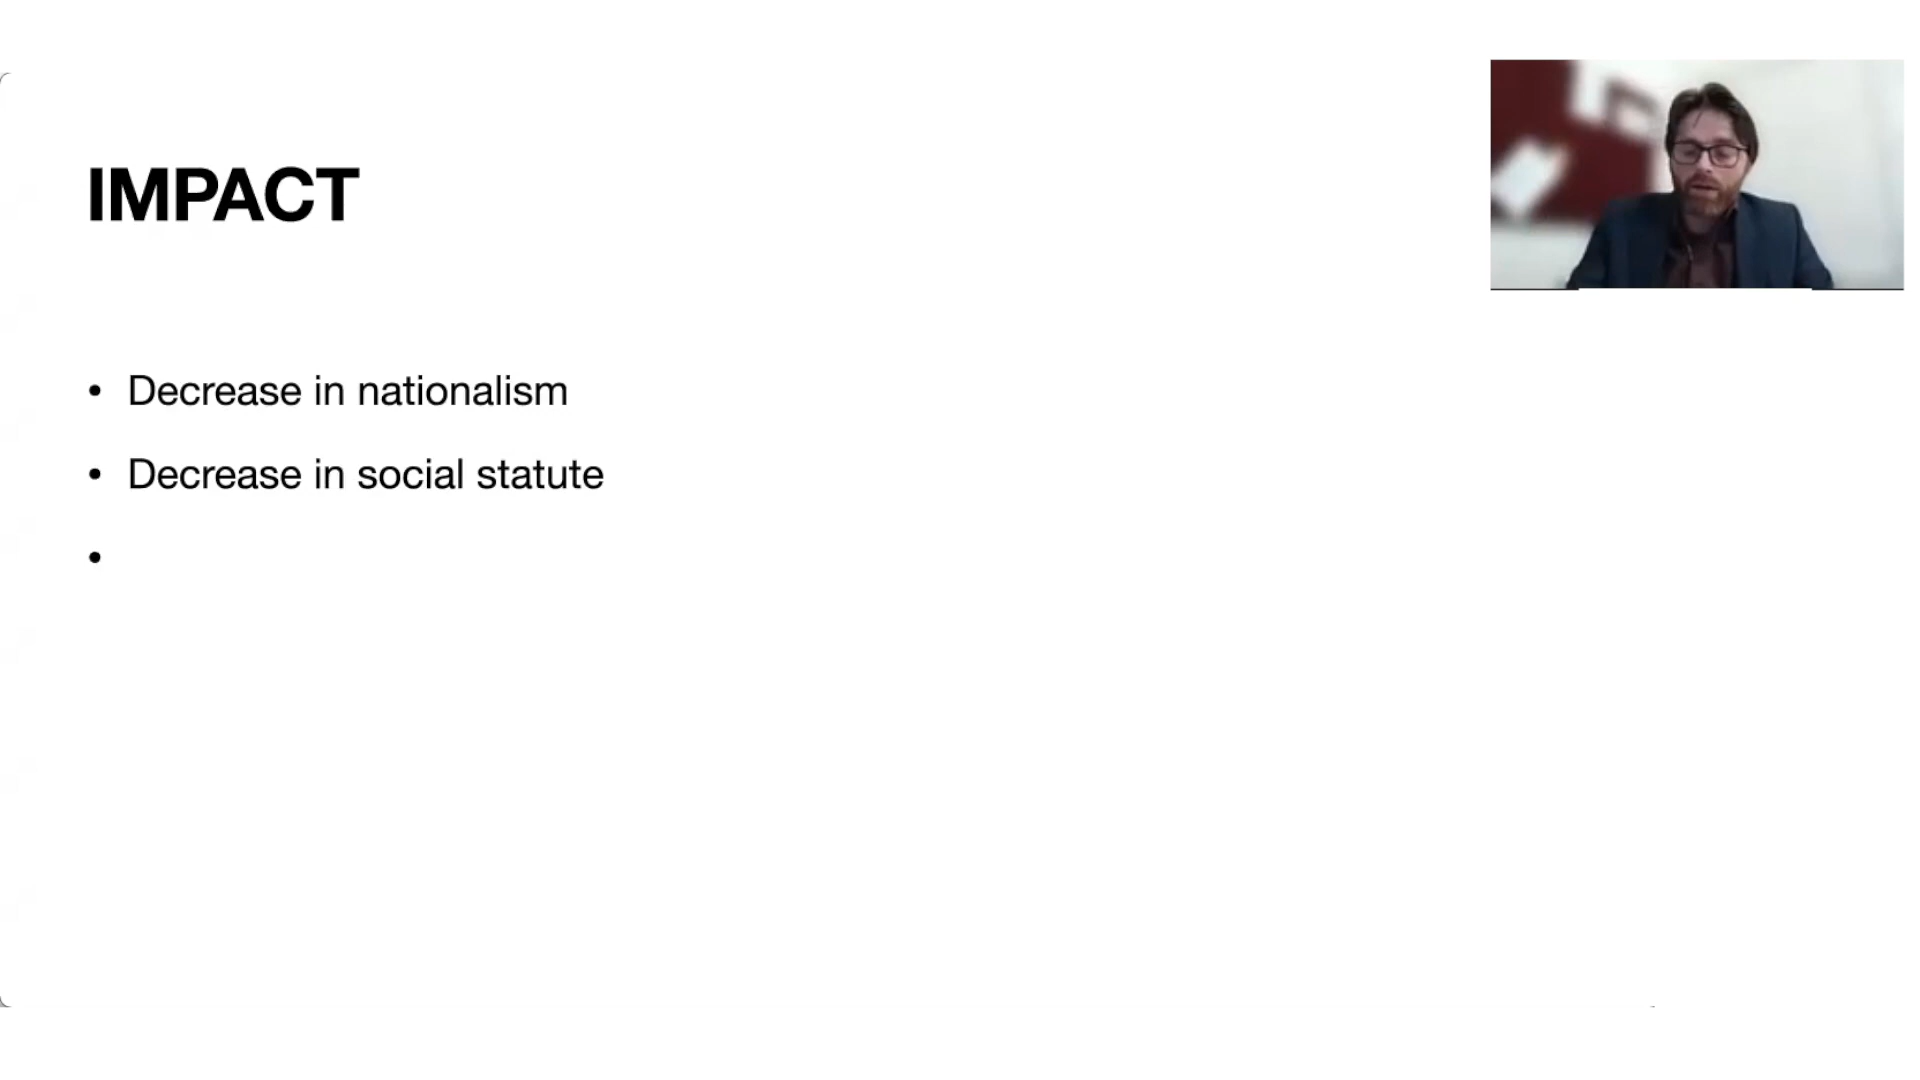 IMPACT
• Decrease in nationalism
• Decrease in social statute
•